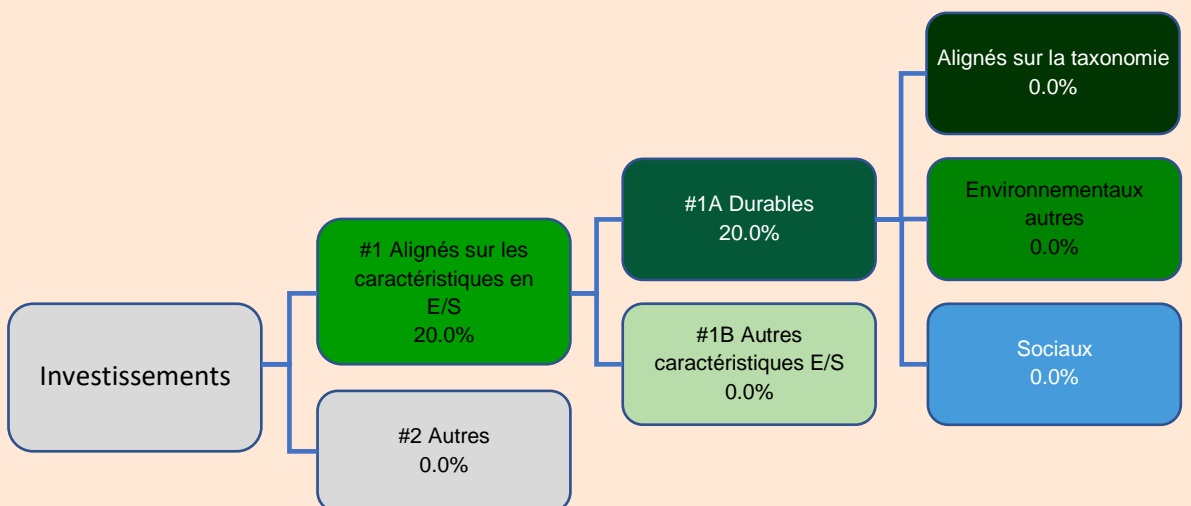 Investissements
#1 Alignés sur les
caractéristiques en
E/S
20.0%
#2 Autres
0.0%
#1A Durables
20.0%
#1B Autres
caractéristiques E/S
0.0%
Alignés sur la taxonomie
0.0%
Environnementaux
autres
0.0%
Sociaux
0.0%